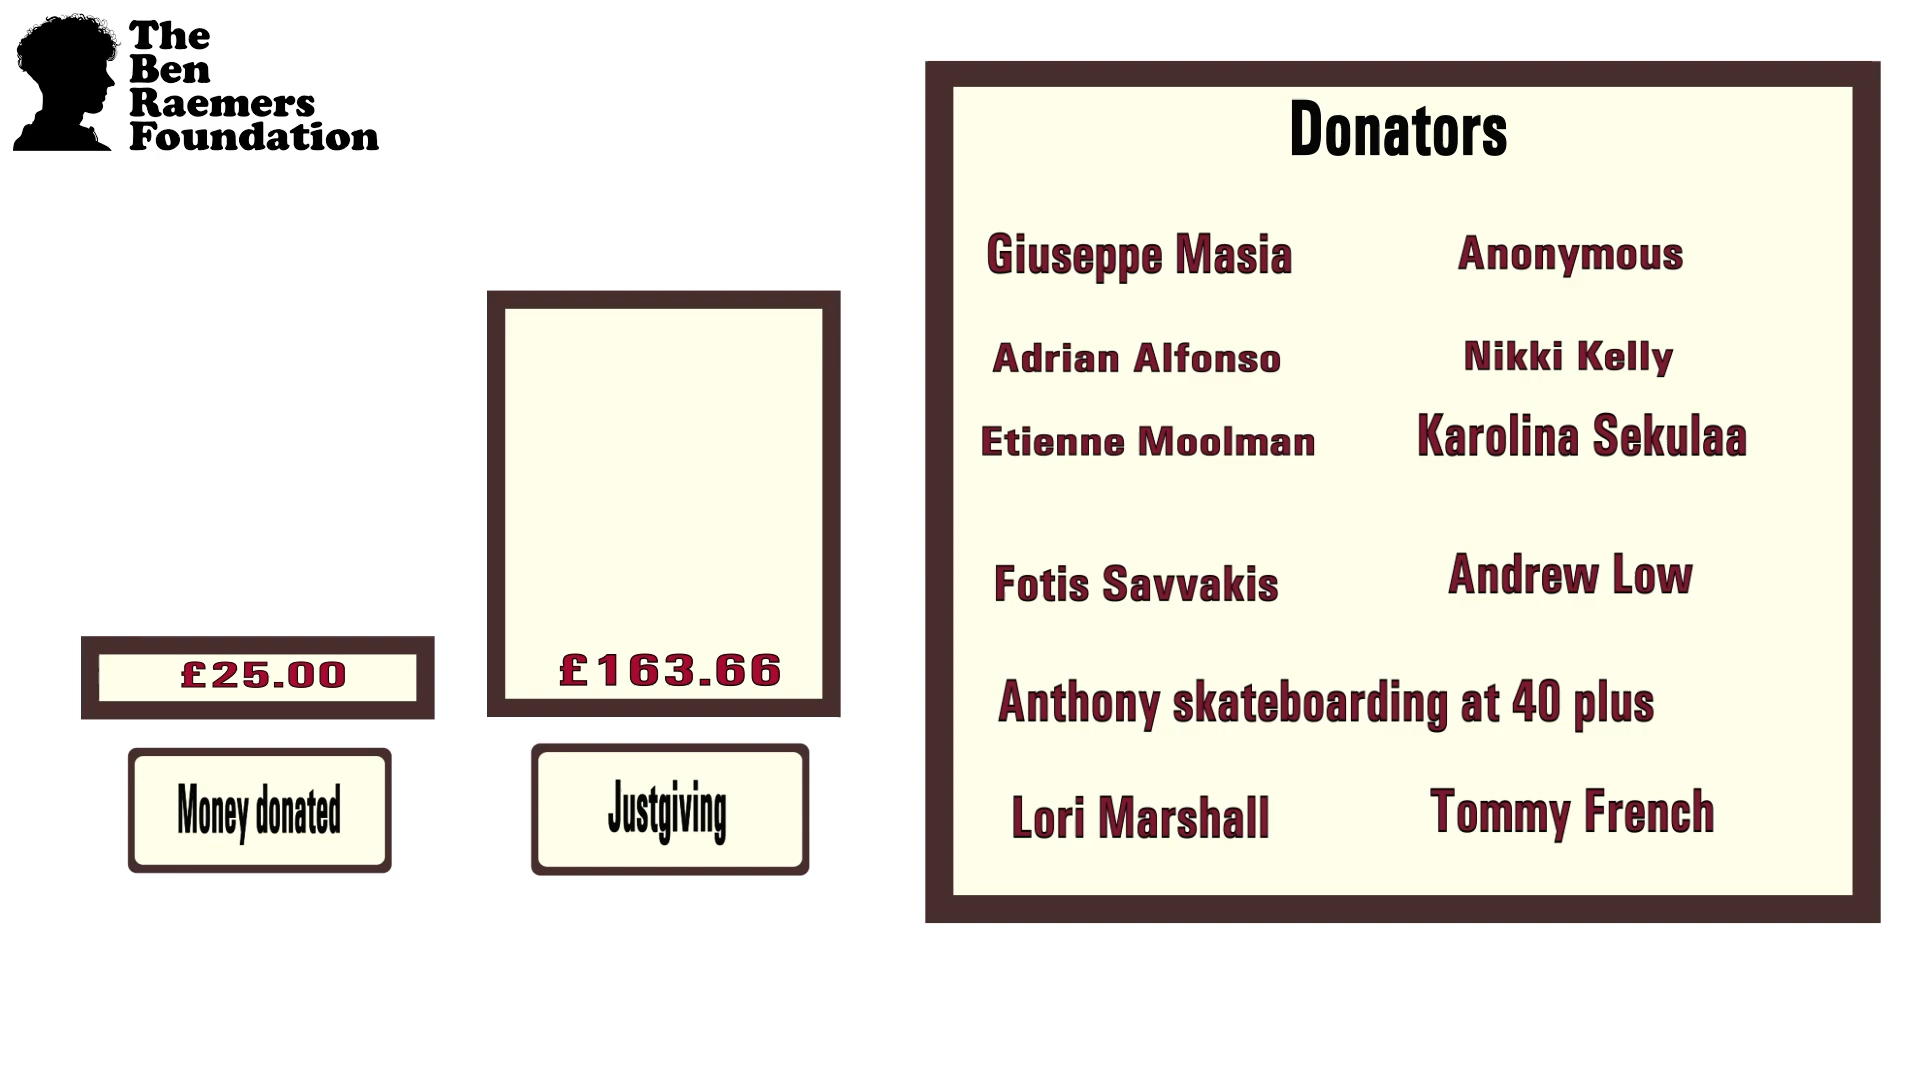 The
Ben
Raemers
Foundation
£25.00
Money donated
£163.66
Justgiving
Donators
Giuseppe Masia
Anonymous
Adrian Alfonso
Nikki Kelly
Etienne Moolman
Karolina Sekulaa
Fotis Savvakis
Andrew Low
Anthony skateboarding at 40 plus
Lori Marshall
Tommy French